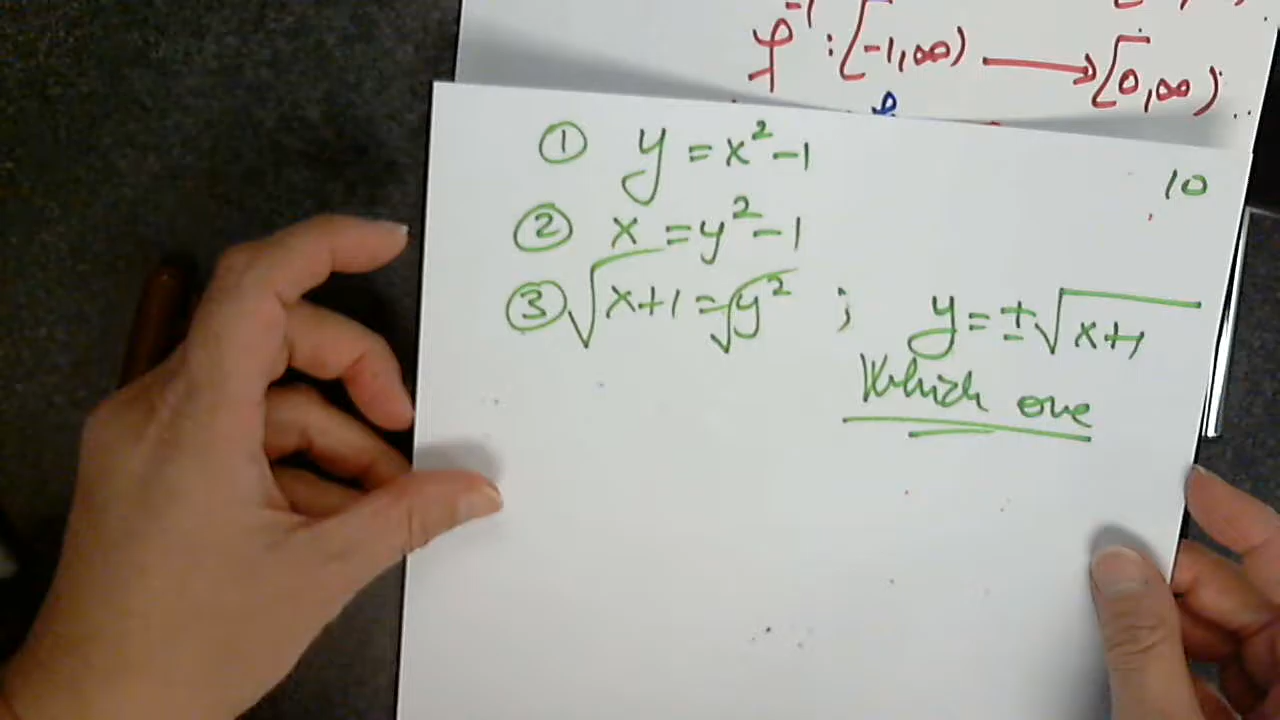 f⁻¹ : [-1, ∞) ⟶ [0, ∞)
① y = x² - 1
10
② x = y² - 1
③ √(x+1) = √(y²) ; y = ±√(x+1)
Which one